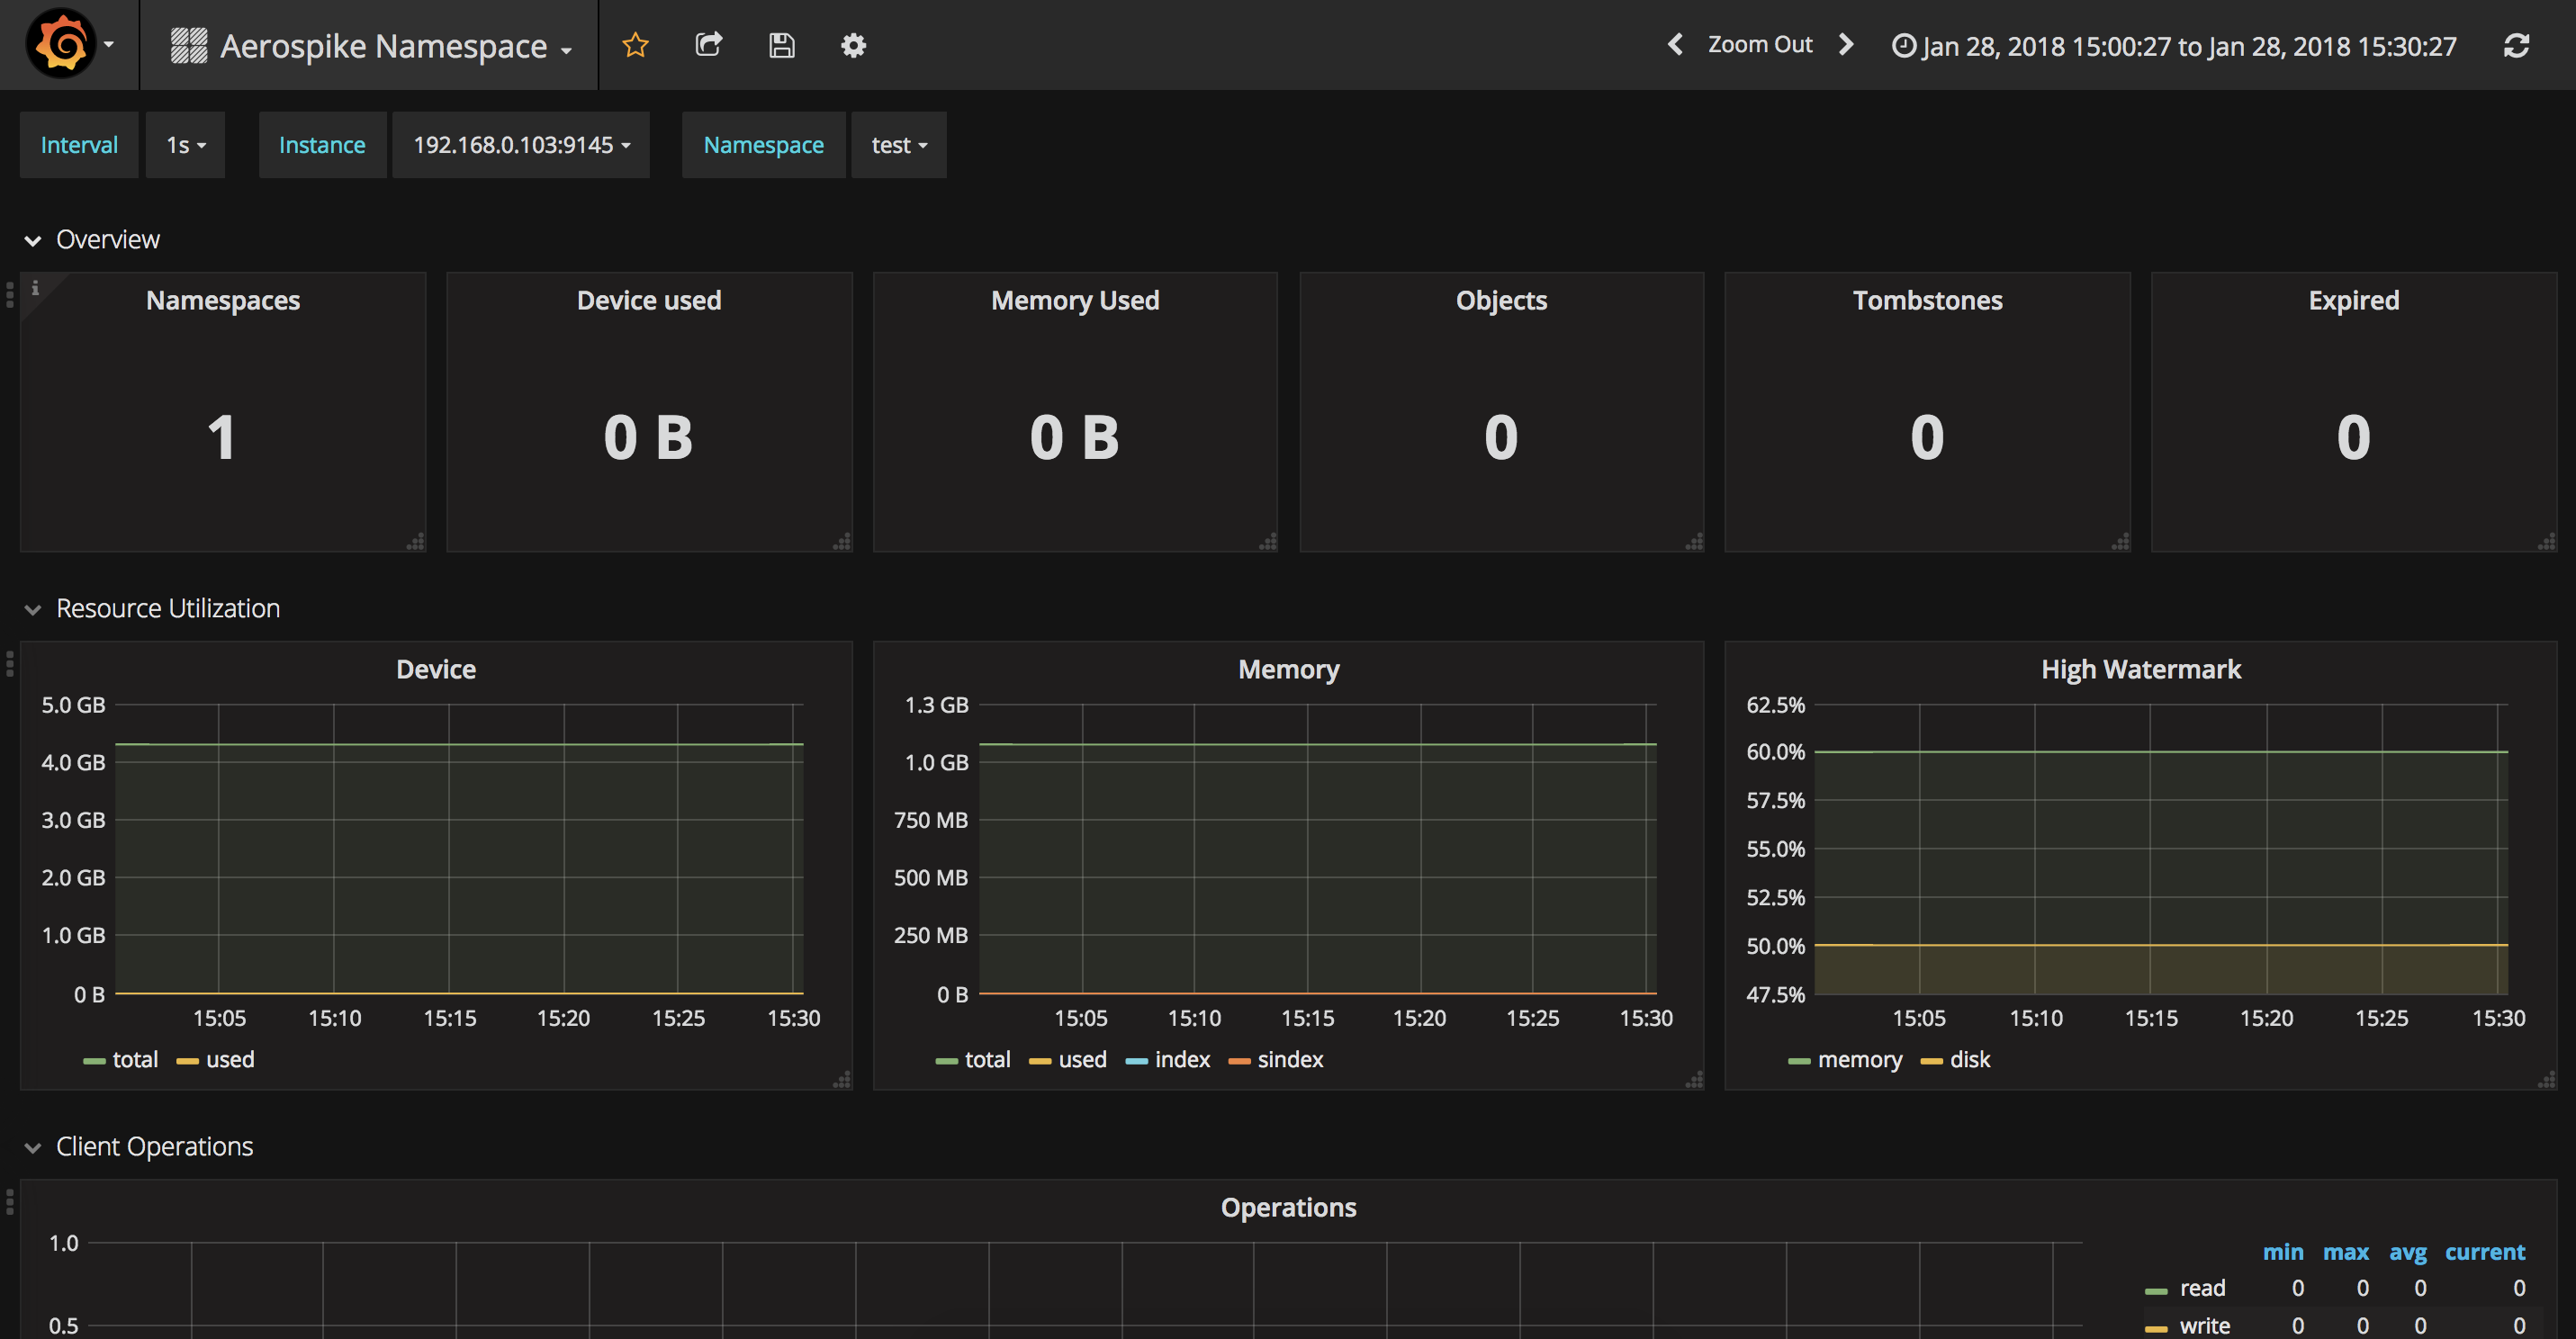 Aerospike Namespace
Zoom Out
Jan 28, 2018 15:00:27 to Jan 28, 2018 15:30:27
Interval 1s Instance 192.168.0.103:9145 Namespace test
Overview
i
Namespaces Device used Memory Used Objects Tombstones Expired
1 0 B 0 B 0 0 0
Resource Utilization
Device
5.0 GB
4.0 GB
3.0 GB
2.0 GB
1.0 GB
0 B
15:05 15:10 15:15 15:20 15:25 15:30
total used
Memory
1.3 GB
1.0 GB
750 MB
500 MB
250 MB
0 B
15:05 15:10 15:15 15:20 15:25 15:30
total used index sindex
High Watermark
62.5%
60.0%
57.5%
55.0%
52.5%
50.0%
47.5%
15:05 15:10 15:15 15:20 15:25 15:30
memory disk
Client Operations
Operations
1.0
0.5
min max avg current
read 0 0 0 0
write 0 0 0 0